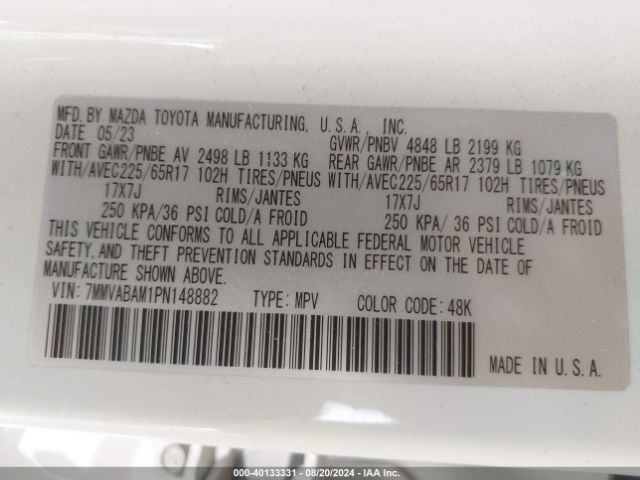 MFD. BY MAZDA TOYOTA MANUFACTURING, U.S.A., INC.
DATE 05/23 GVWR/PNBV 4848 LB 2199 KG
FRONT GAWR/PNBE AV 2498 LB 1133 KG REAR GAWR/PNBE AR 2379 LB 1079 KG
WITH/AVEC225/65R17 102H TIRES/PNEUS WITH/AVEC225/65R17 102H TIRES/PNEUS
17X7J RIMS/JANTES 17X7J RIMS/JANTES
250 KPA/36 PSI COLD/A FROID 250 KPA/ 36 PSI COLD/A FROID
THIS VEHICLE CONFORMS TO ALL APPLICABLE FEDERAL MOTOR VEHICLE
SAFETY, AND THEFT PREVENTION STANDARDS IN EFFECT ON THE DATE OF
MANUFACTURE SHOWN ABOVE.
VIN: 7MMVABAM1PN148882 TYPE: MPV COLOR CODE: 48K
MADE IN U.S.A.
000-40133331 - 08/20/2024 - IAA Inc.